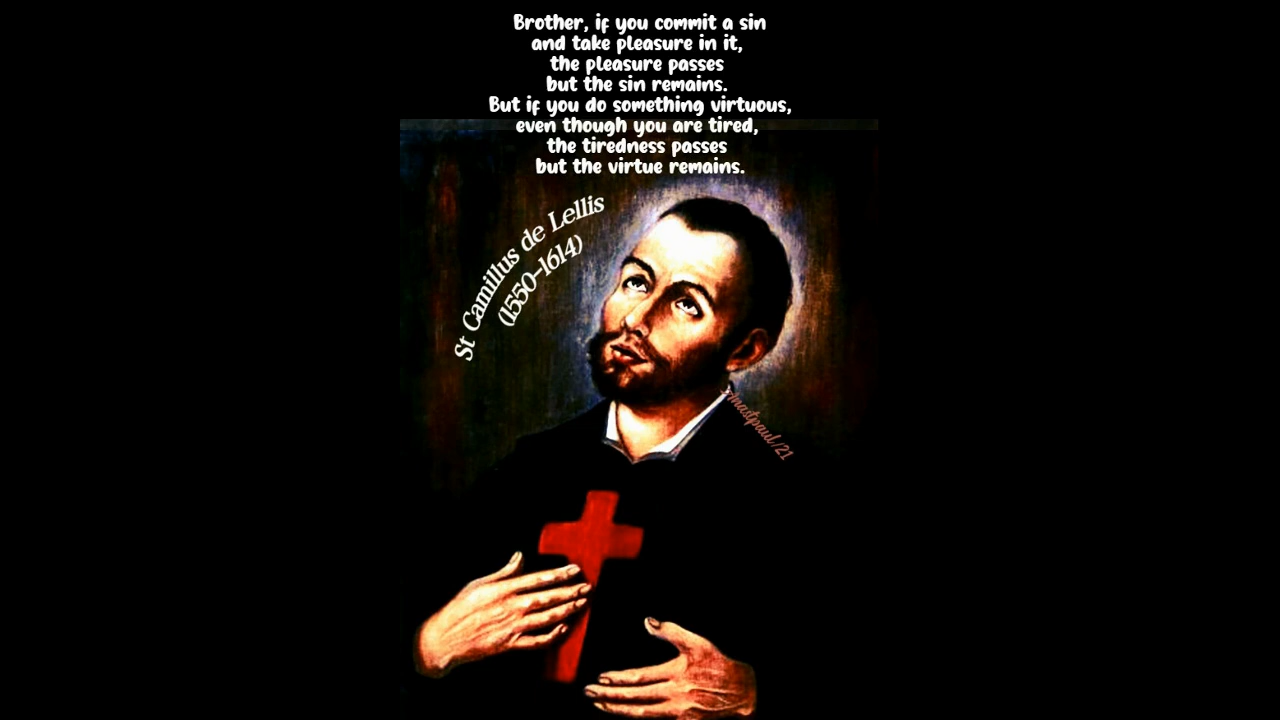 Brother, if you commit a sin
and take pleasure in it,
the pleasure passes
but the sin remains.
But if you do something virtuous,
even though you are tired,
the tiredness passes
but the virtue remains.
St Camillus de Lellis
(1550-1614)
Anastpaul/21